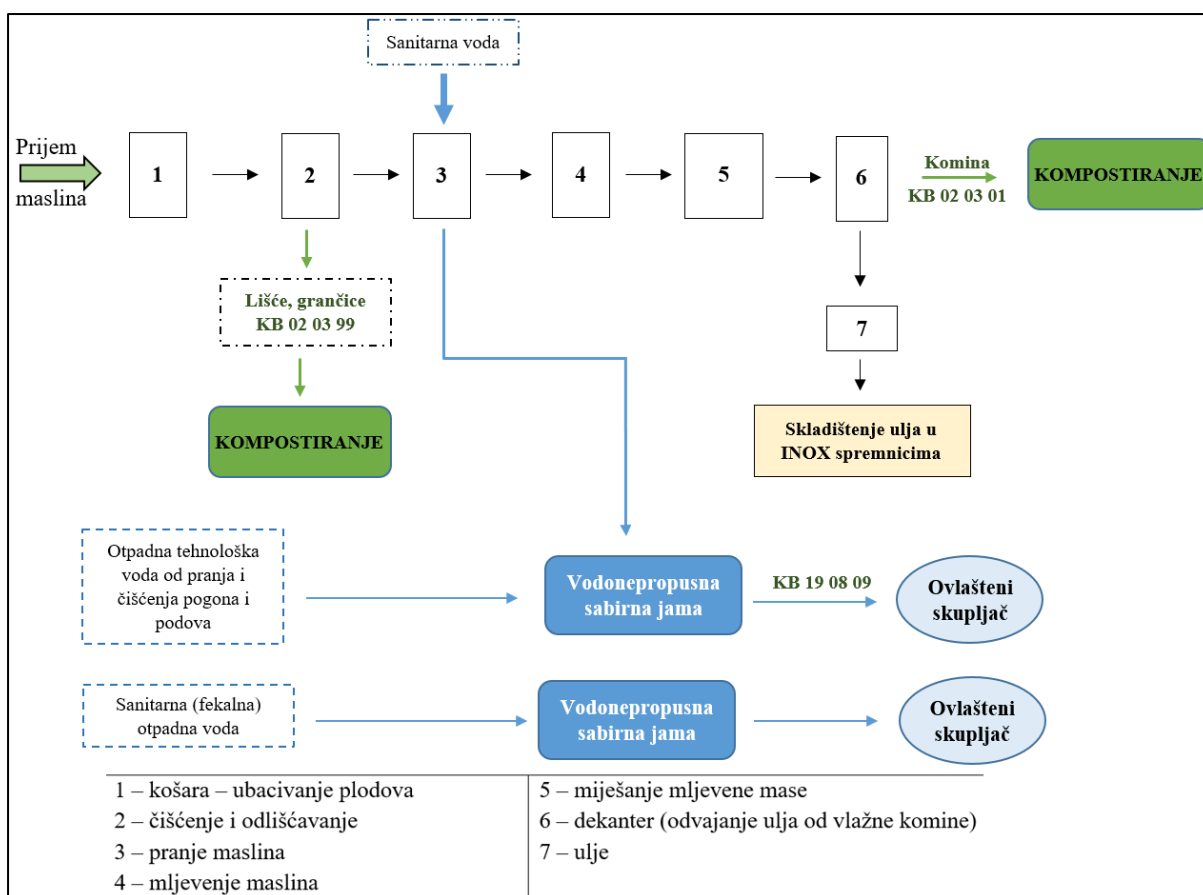 Sanitarna voda
Prijem
maslina
1
2
3
4
5
6
Komina
KB 02 03 01
KOMPOSTIRANJE
Lišće, grančice
KB 02 03 99
7
KOMPOSTIRANJE
Skladištenje ulja u
INOX spremnicima
Otpadna tehnološka
voda od pranja i
čišćenja pogona i
podova
Vodonepropusna
sabirna jama
KB 19 08 09
Ovlašteni
skupljač
Sanitarna (fekalna)
otpadna voda
Vodonepropusna
sabirna jama
Ovlašteni
skupljač
1 – košara – ubacivanje plodova
2 – čišćenje i odlišćavanje
3 – pranje maslina
4 – mljevenje maslina
5 – miješanje mljevene mase
6 – dekanter (odvajanje ulja od vlažne komine)
7 – ulje